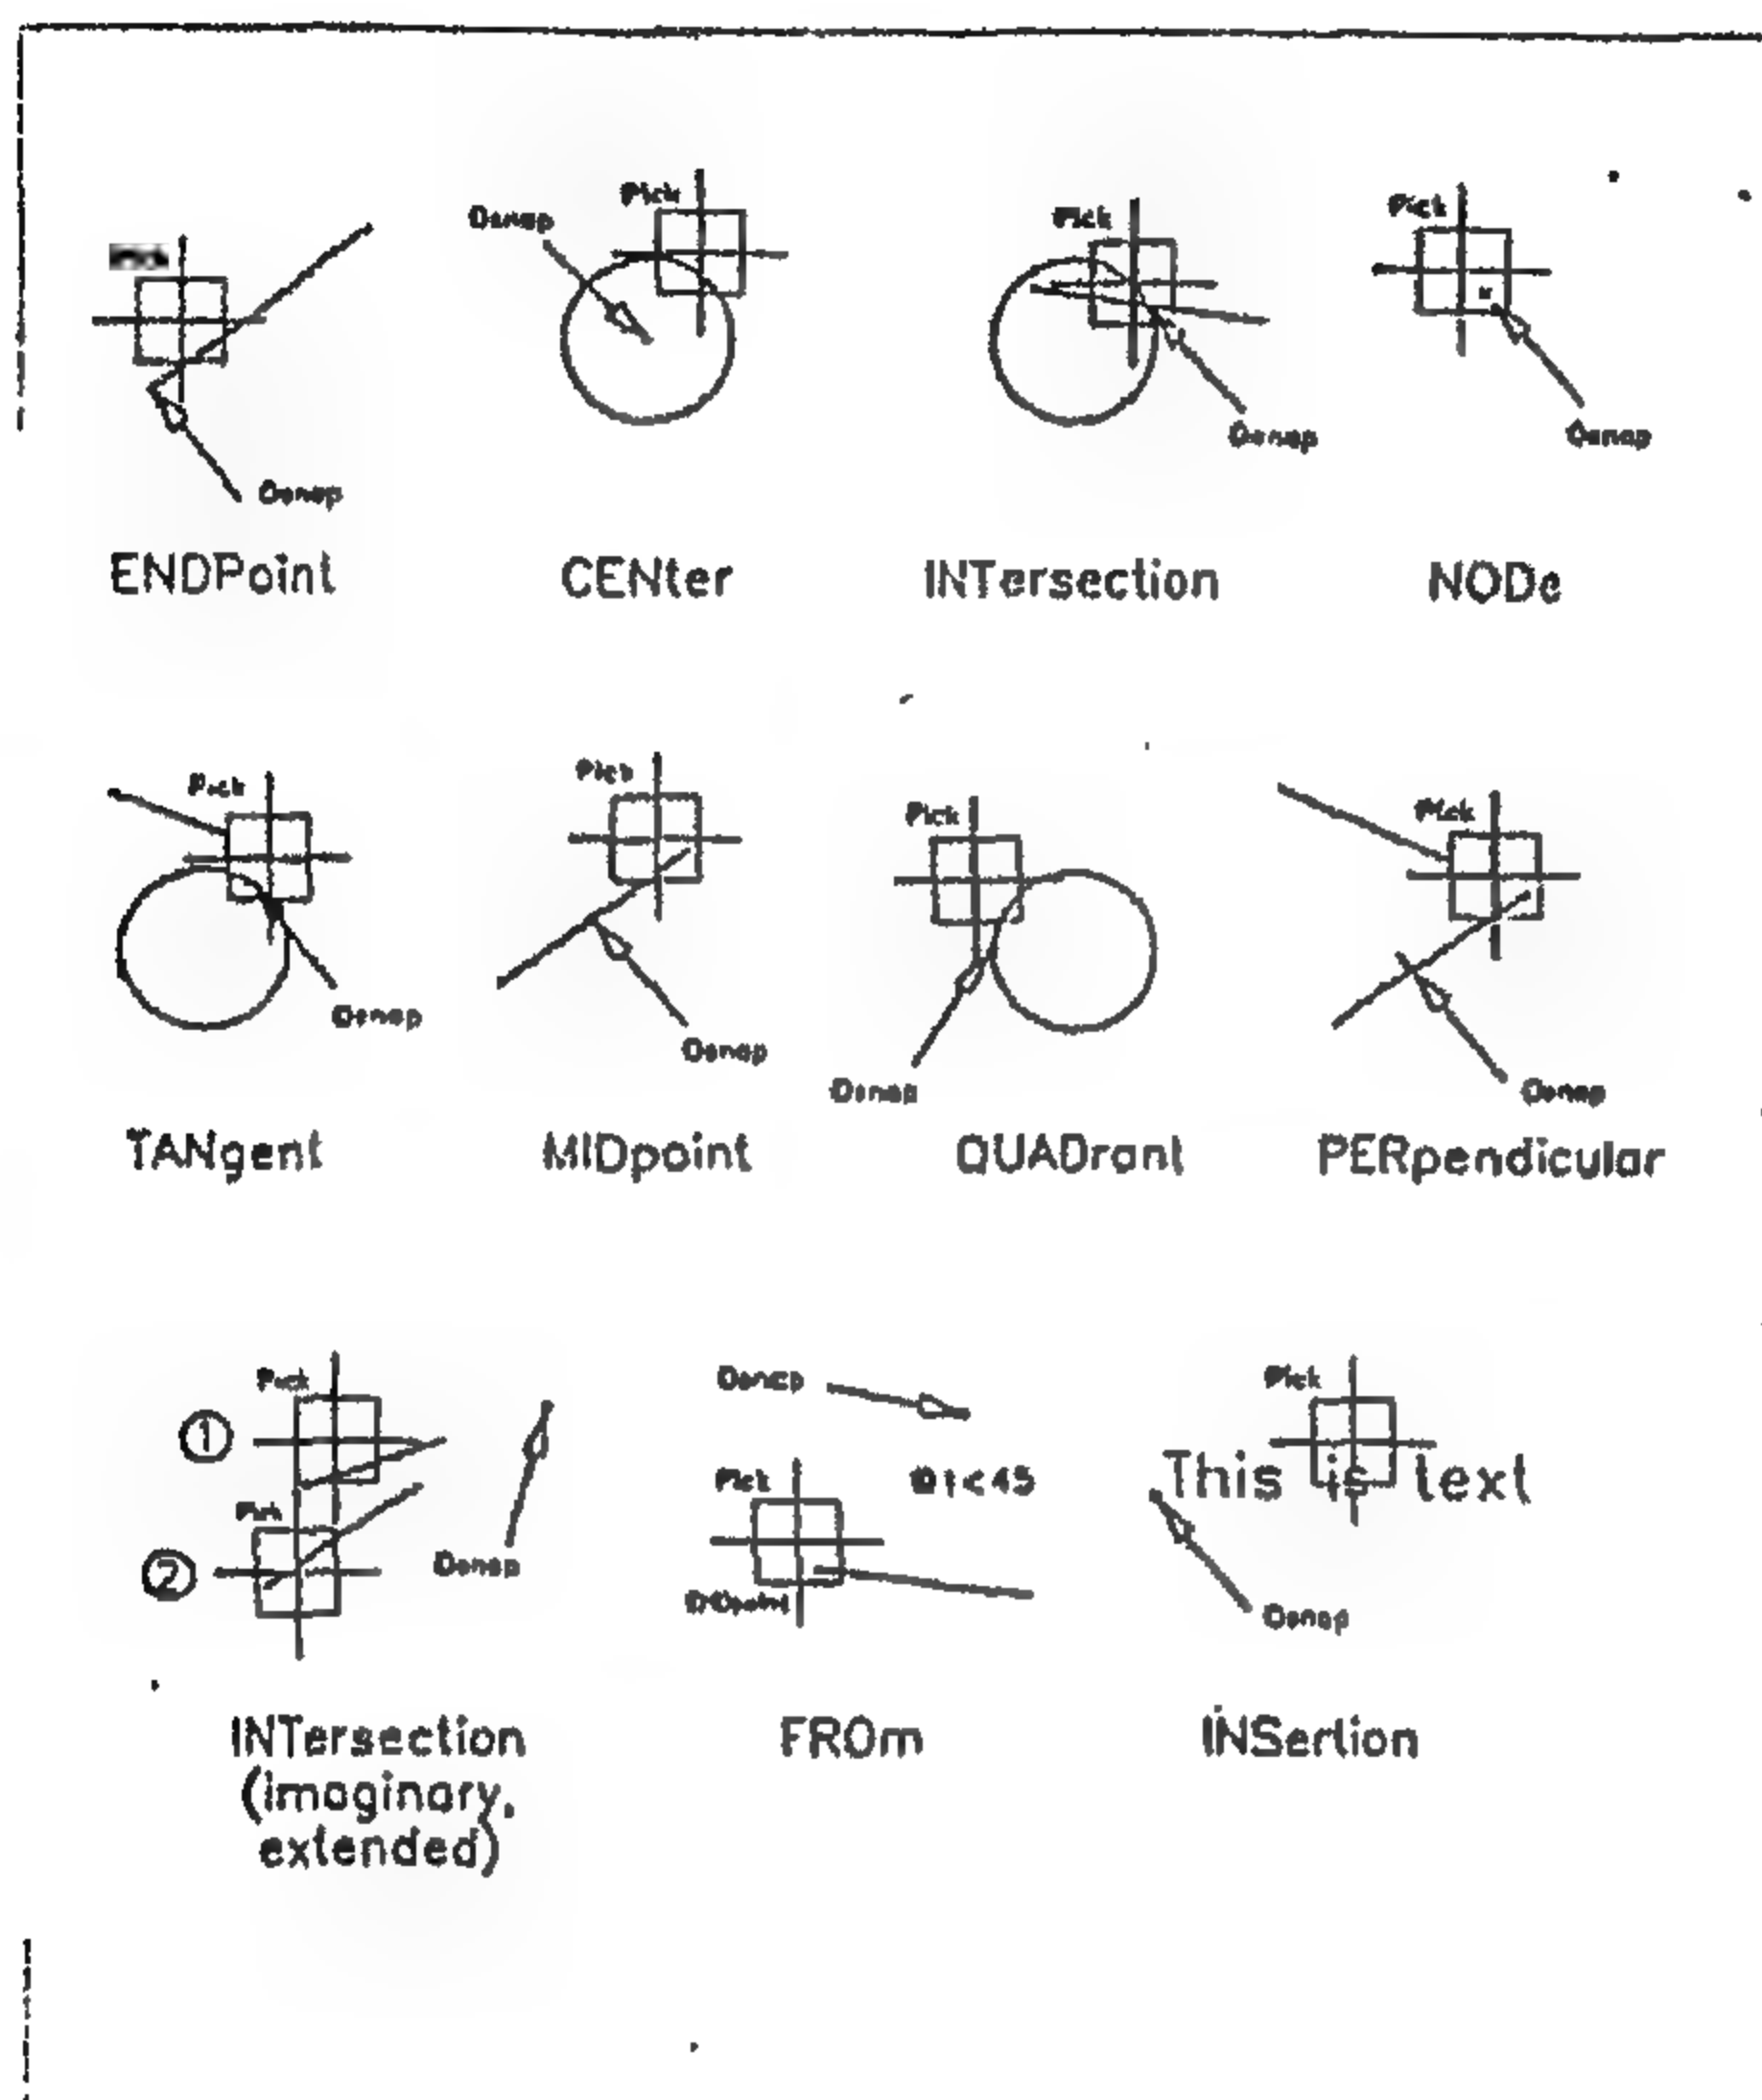 Pick
Osnap
Pick
Pick
Osnap
Pick
Osnap
Osnap
ENDPoint CENter INTersection NODe
Pick
Osnap
Pick
Osnap
Pick
Osnap
Pick
Osnap
TANgent MIDpoint QUADrant PERpendicular
Pick
1
Pick
2
Osnap
Osnap
Pick
@1<45
Pick
This is text
Osnap
INTersection FROm INSertion
(imaginary,
extended)